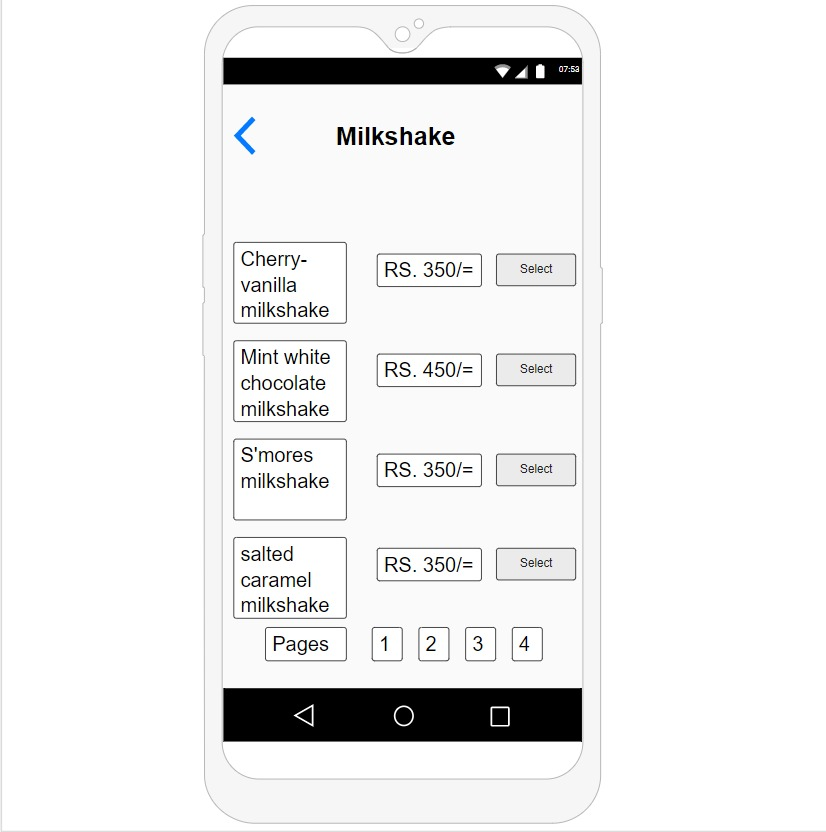 07:53
Milkshake
Cherry-
vanilla
milkshake
RS. 350/=
Select
Mint white
chocolate
milkshake
RS. 450/=
Select
S'mores
milkshake
RS. 350/=
Select
salted
caramel
milkshake
RS. 350/=
Select
Pages 1 2 3 4